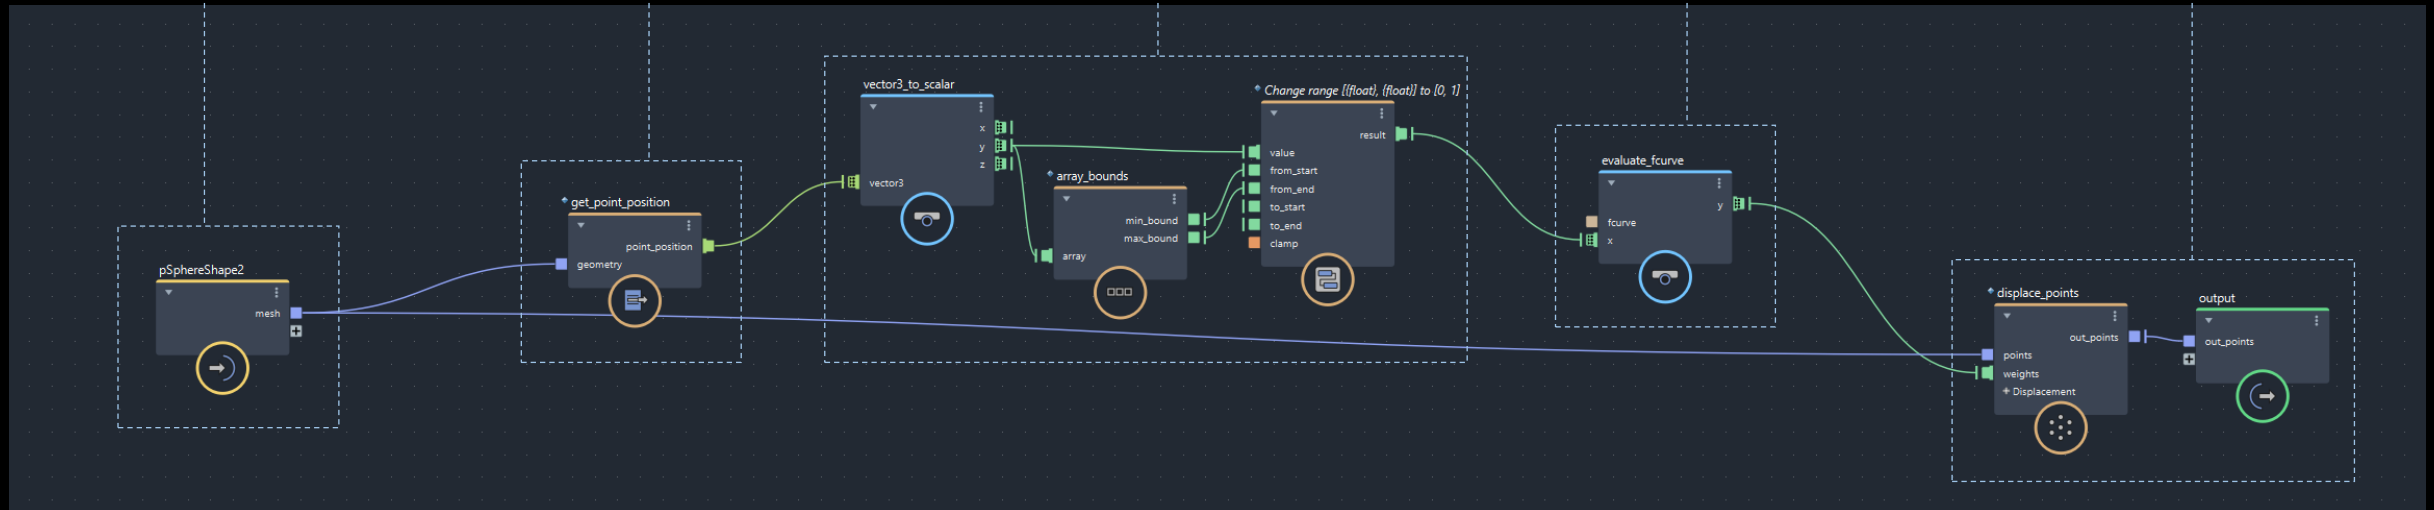 pSphereShape2
mesh
get_point_position
point_position
geometry
vector3_to_scalar
x
y
z
vector3
array_bounds
min_bound
max_bound
array
Change range [{float}, {float}] to [0, 1]
result
value
from_start
from_end
to_start
to_end
clamp
evaluate_fcurve
y
fcurve
x
displace_points
out_points
points
weights
+ Displacement
output
out_points